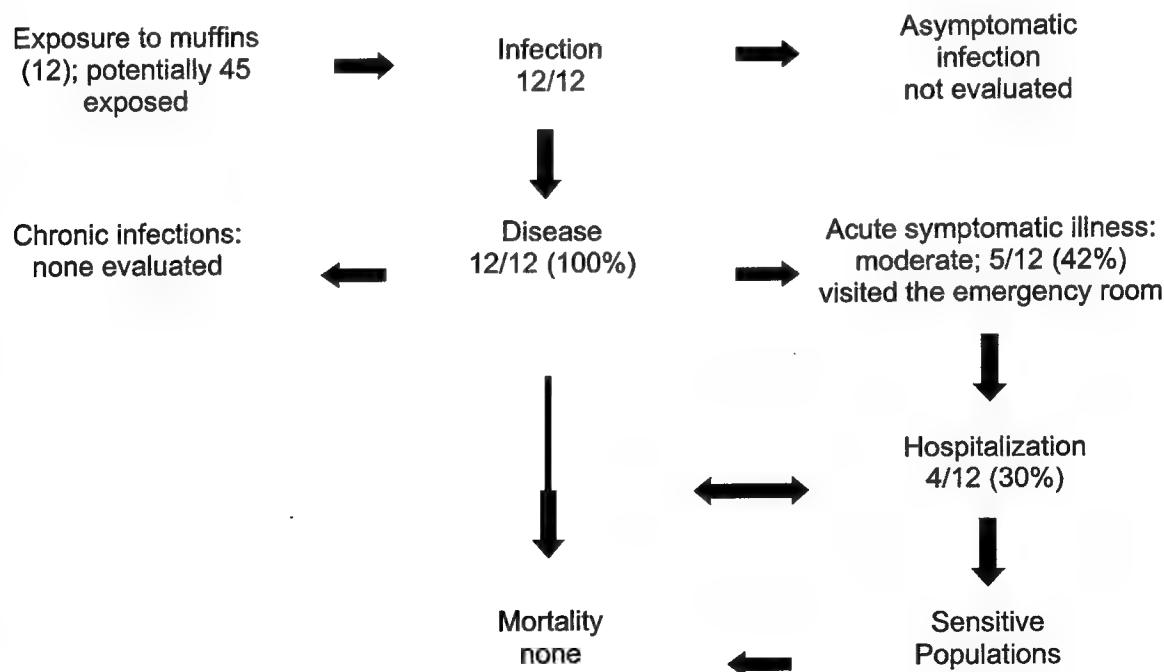 Exposure to muffins
(12); potentially 45
exposed
Infection
12/12
Asymptomatic
infection
not evaluated
Chronic infections:
none evaluated
Disease
12/12 (100%)
Acute symptomatic illness:
moderate; 5/12 (42%)
visited the emergency room
Hospitalization
4/12 (30%)
Mortality
none
Sensitive
Populations